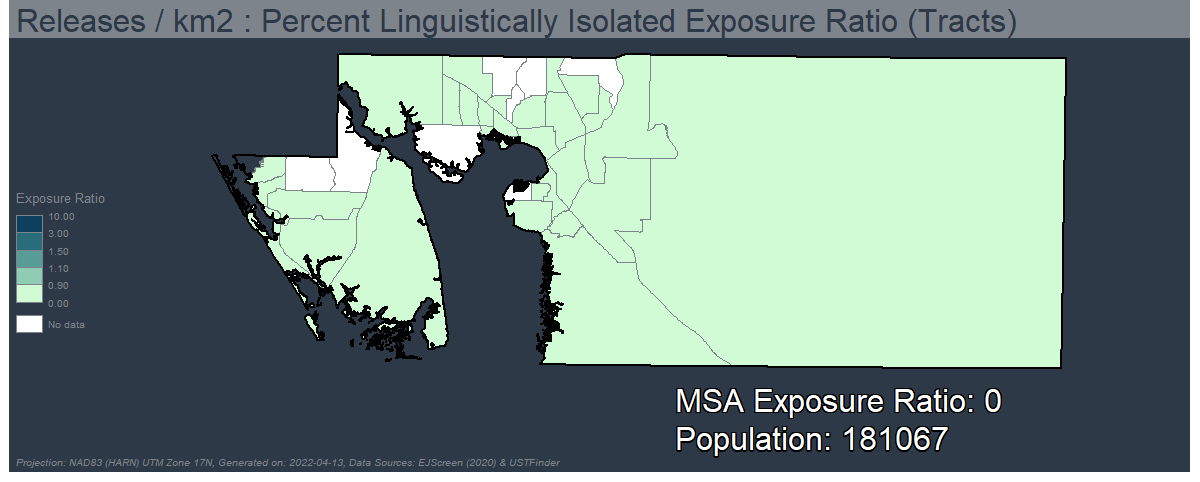 Releases / km2 : Percent Linguistically Isolated Exposure Ratio (Tracts)
Exposure Ratio
10.00
3.00
1.50
1.10
0.90
0.00
No data
MSA Exposure Ratio: 0
Population: 181067
Projection: NAD83 (HARN) UTM Zone 17N, Generated on: 2022-04-13, Data Sources: EJScreen (2020) & USTFinder